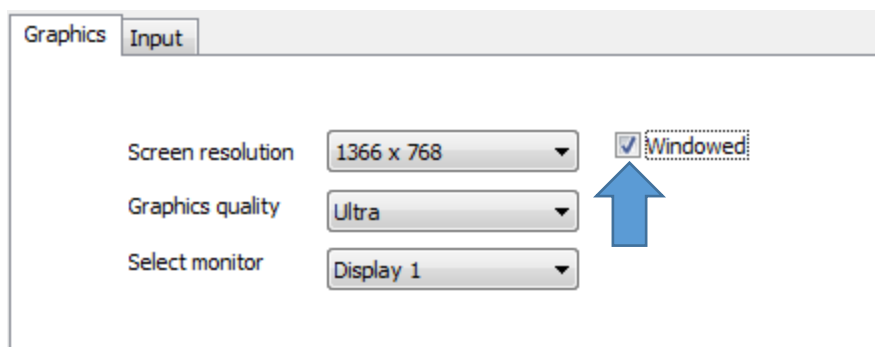 Graphics Input
Screen resolution 1366 x 768 Windowed
Graphics quality Ultra
Select monitor Display 1